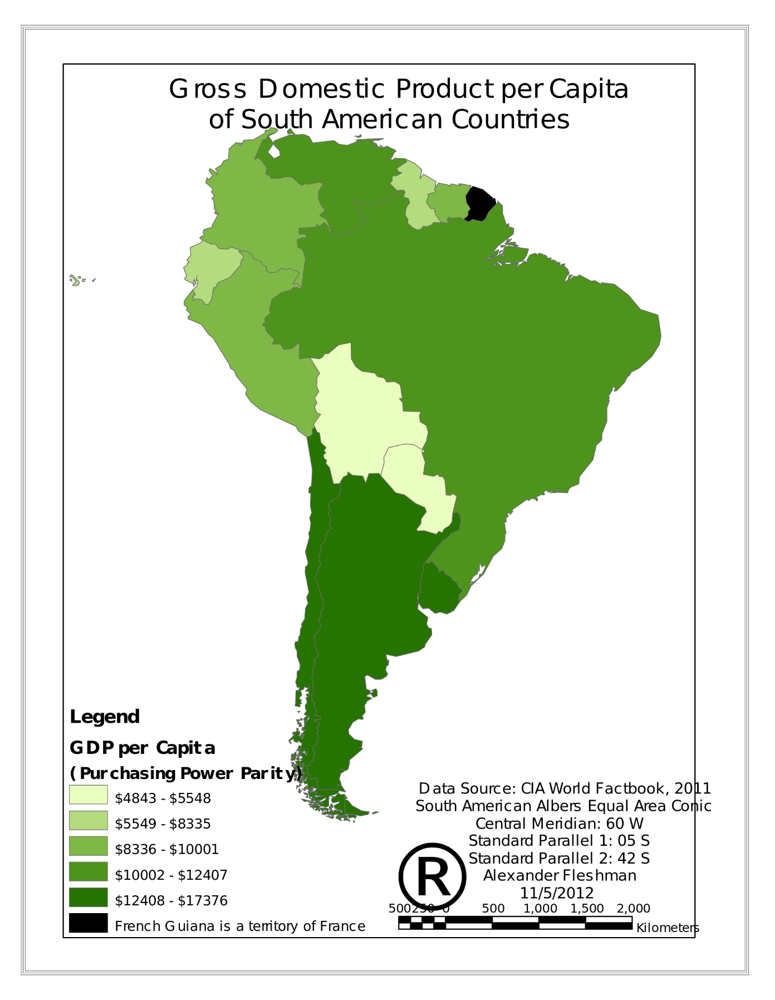 Gross Domestic Product per Capita
of South American Countries
Legend
GDP per Capita
(Purchasing Power Parity)
$4843 - $5548
$5549 - $8335
$8336 - $10001
$10002 - $12407
$12408 - $17376
French Guiana is a territory of France
Data Source: CIA World Factbook, 2011
South American Albers Equal Area Conic
Central Meridian: 60 W
Standard Parallel 1: 05 S
Standard Parallel 2: 42 S
Alexander Fleshman
11/5/2012
®
500 250 0 500 1,000 1,500 2,000
Kilometers